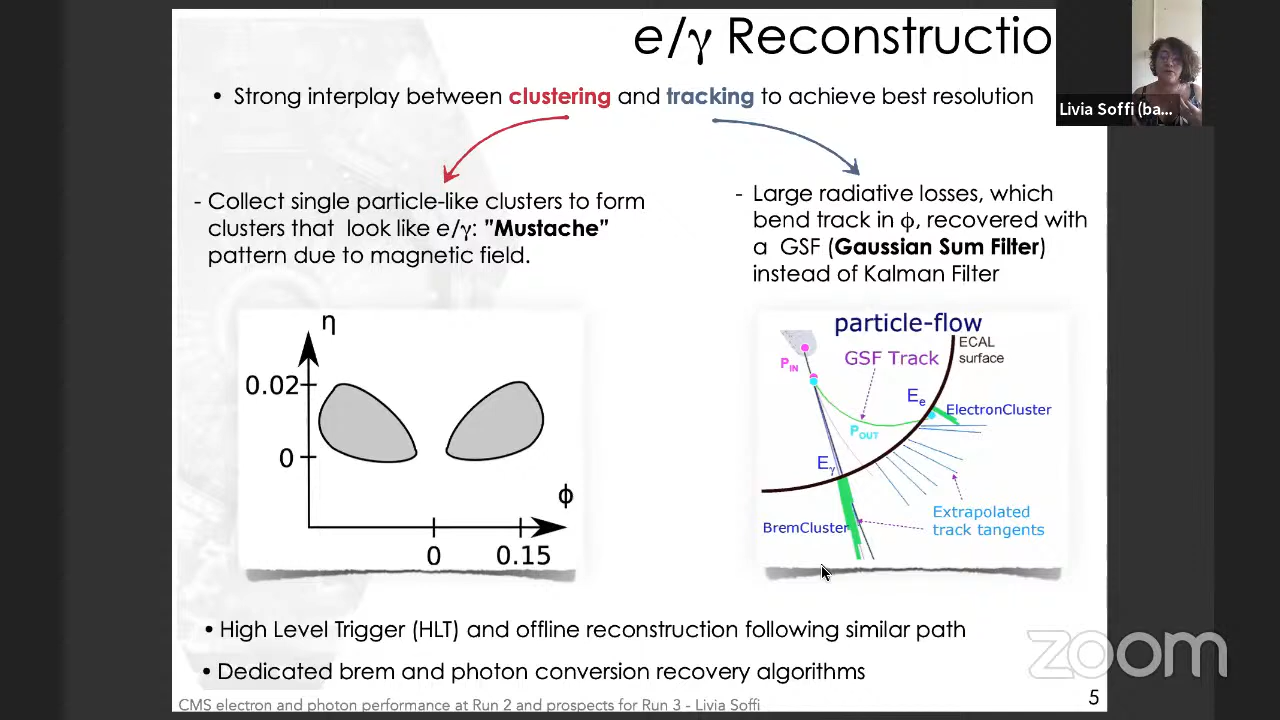 e/γ Reconstructio
• Strong interplay between clustering and tracking to achieve best resolution
Livia Soffi (ba...
- Collect single particle-like clusters to form
clusters that look like e/γ: "Mustache"
pattern due to magnetic field.
- Large radiative losses, which
bend track in ϕ, recovered with
a GSF (Gaussian Sum Filter)
instead of Kalman Filter
η
0.02
0
ϕ
0
0.15
particle-flow
ECAL
surface
GSF Track
PIN
Ee
ElectronCluster
POUT
Eγ
BremCluster
Extrapolated
track tangents
• High Level Trigger (HLT) and offline reconstruction following similar path
• Dedicated brem and photon conversion recovery algorithms
zoom
CMS electron and photon performance at Run 2 and prospects for Run 3 - Livia Soffi
5